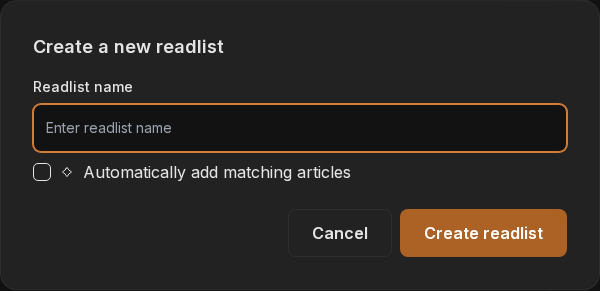 Create a new readlist
Readlist name
Enter readlist name
Automatically add matching articles
Cancel
Create readlist